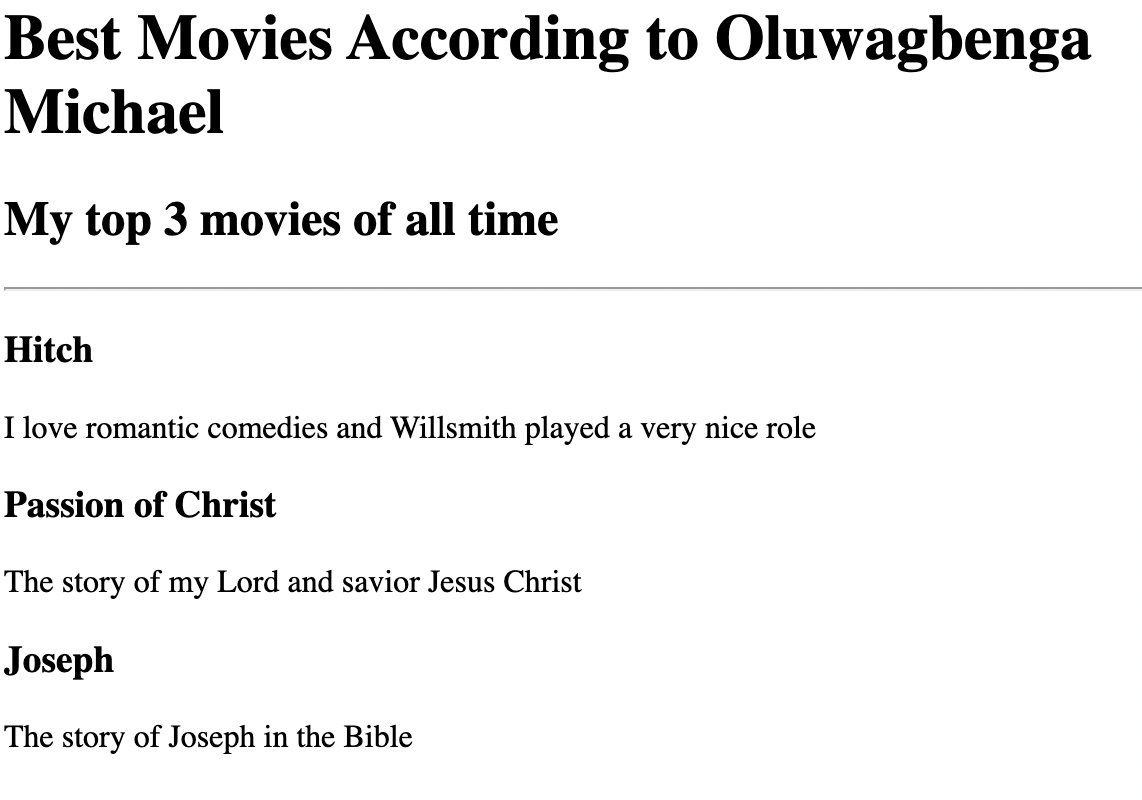 Best Movies According to Oluwagbenga
Michael
My top 3 movies of all time
Hitch
I love romantic comedies and Willsmith played a very nice role
Passion of Christ
The story of my Lord and savior Jesus Christ
Joseph
The story of Joseph in the Bible